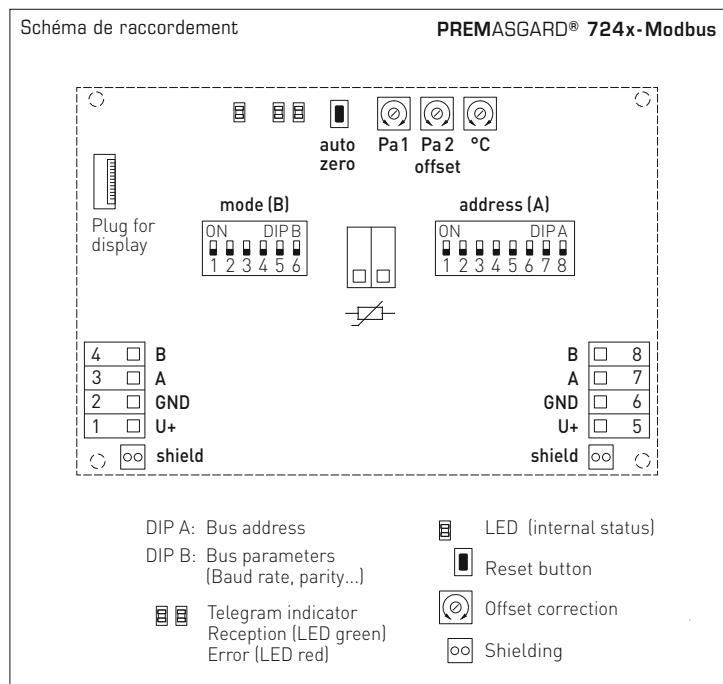 Schéma de raccordement
PREMASGARD® 724x-Modbus
auto
zero
Pa 1
Pa 2
offset
°C
Plug for
display
mode (B)
ON DIP B
1 2 3 4 5 6
address (A)
ON DIP A
1 2 3 4 5 6 7 8
4 B
3 A
2 GND
1 U+
shield
B 8
A 7
GND 6
U+ 5
shield
DIP A: Bus address
DIP B: Bus parameters
(Baud rate, parity...)
Telegram indicator
Reception (LED green)
Error (LED red)
LED (internal status)
Reset button
Offset correction
Shielding